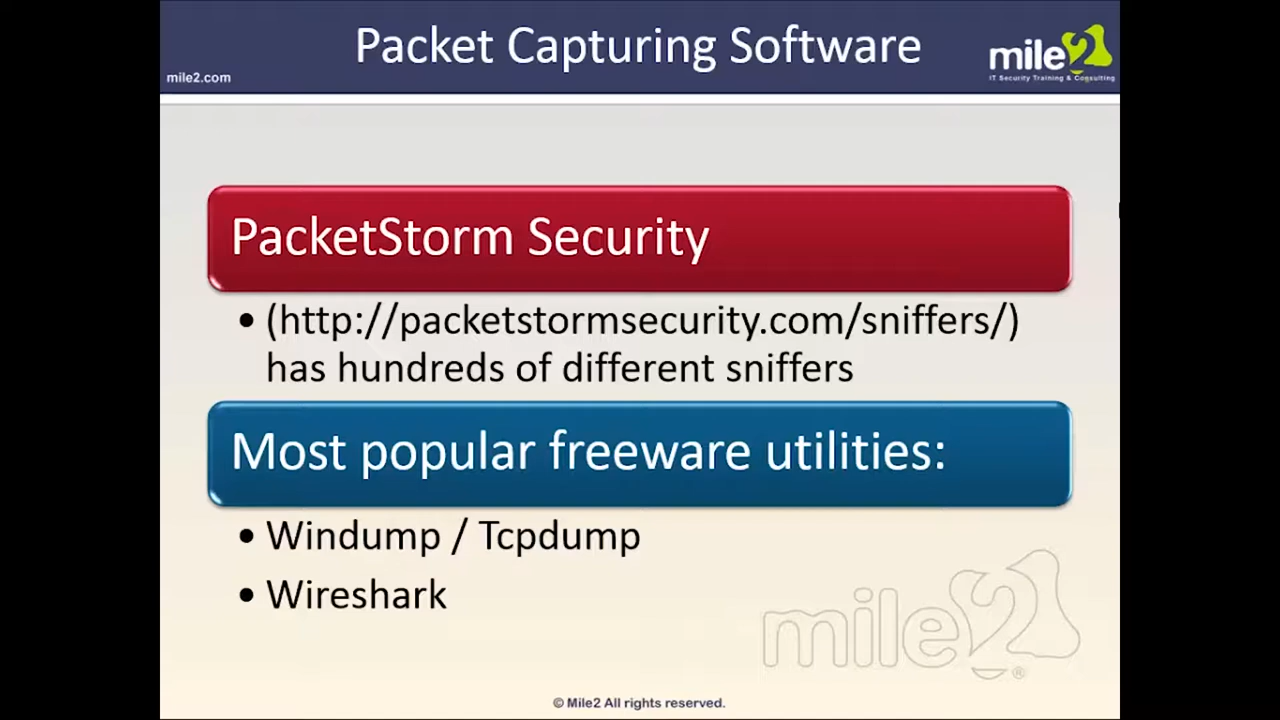 Packet Capturing Software
mile2.com
mile2
IT Security Training & Consulting
PacketStorm Security
• (http://packetstormsecurity.com/sniffers/)
has hundreds of different sniffers
Most popular freeware utilities:
• Windump / Tcpdump
• Wireshark
mile2®
© Mile2 All rights reserved.